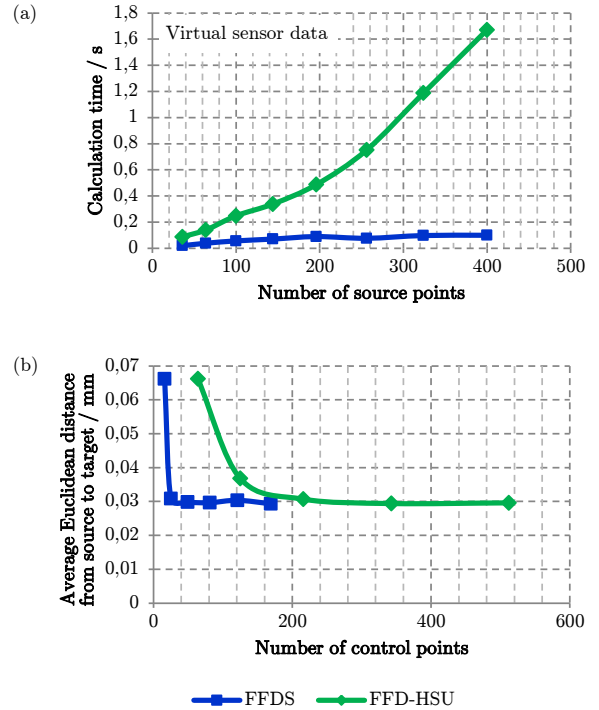 (a)
Virtual sensor data
Calculation time / s
1,8
1,6
1,4
1,2
1
0,8
0,6
0,4
0,2
0
0 100 200 300 400 500
Number of source points
(b)
Average Euclidean distance
from source to target / mm
0,07
0,06
0,05
0,04
0,03
0,02
0,01
0
0 200 400 600
Number of control points
FFDS FFD-HSU